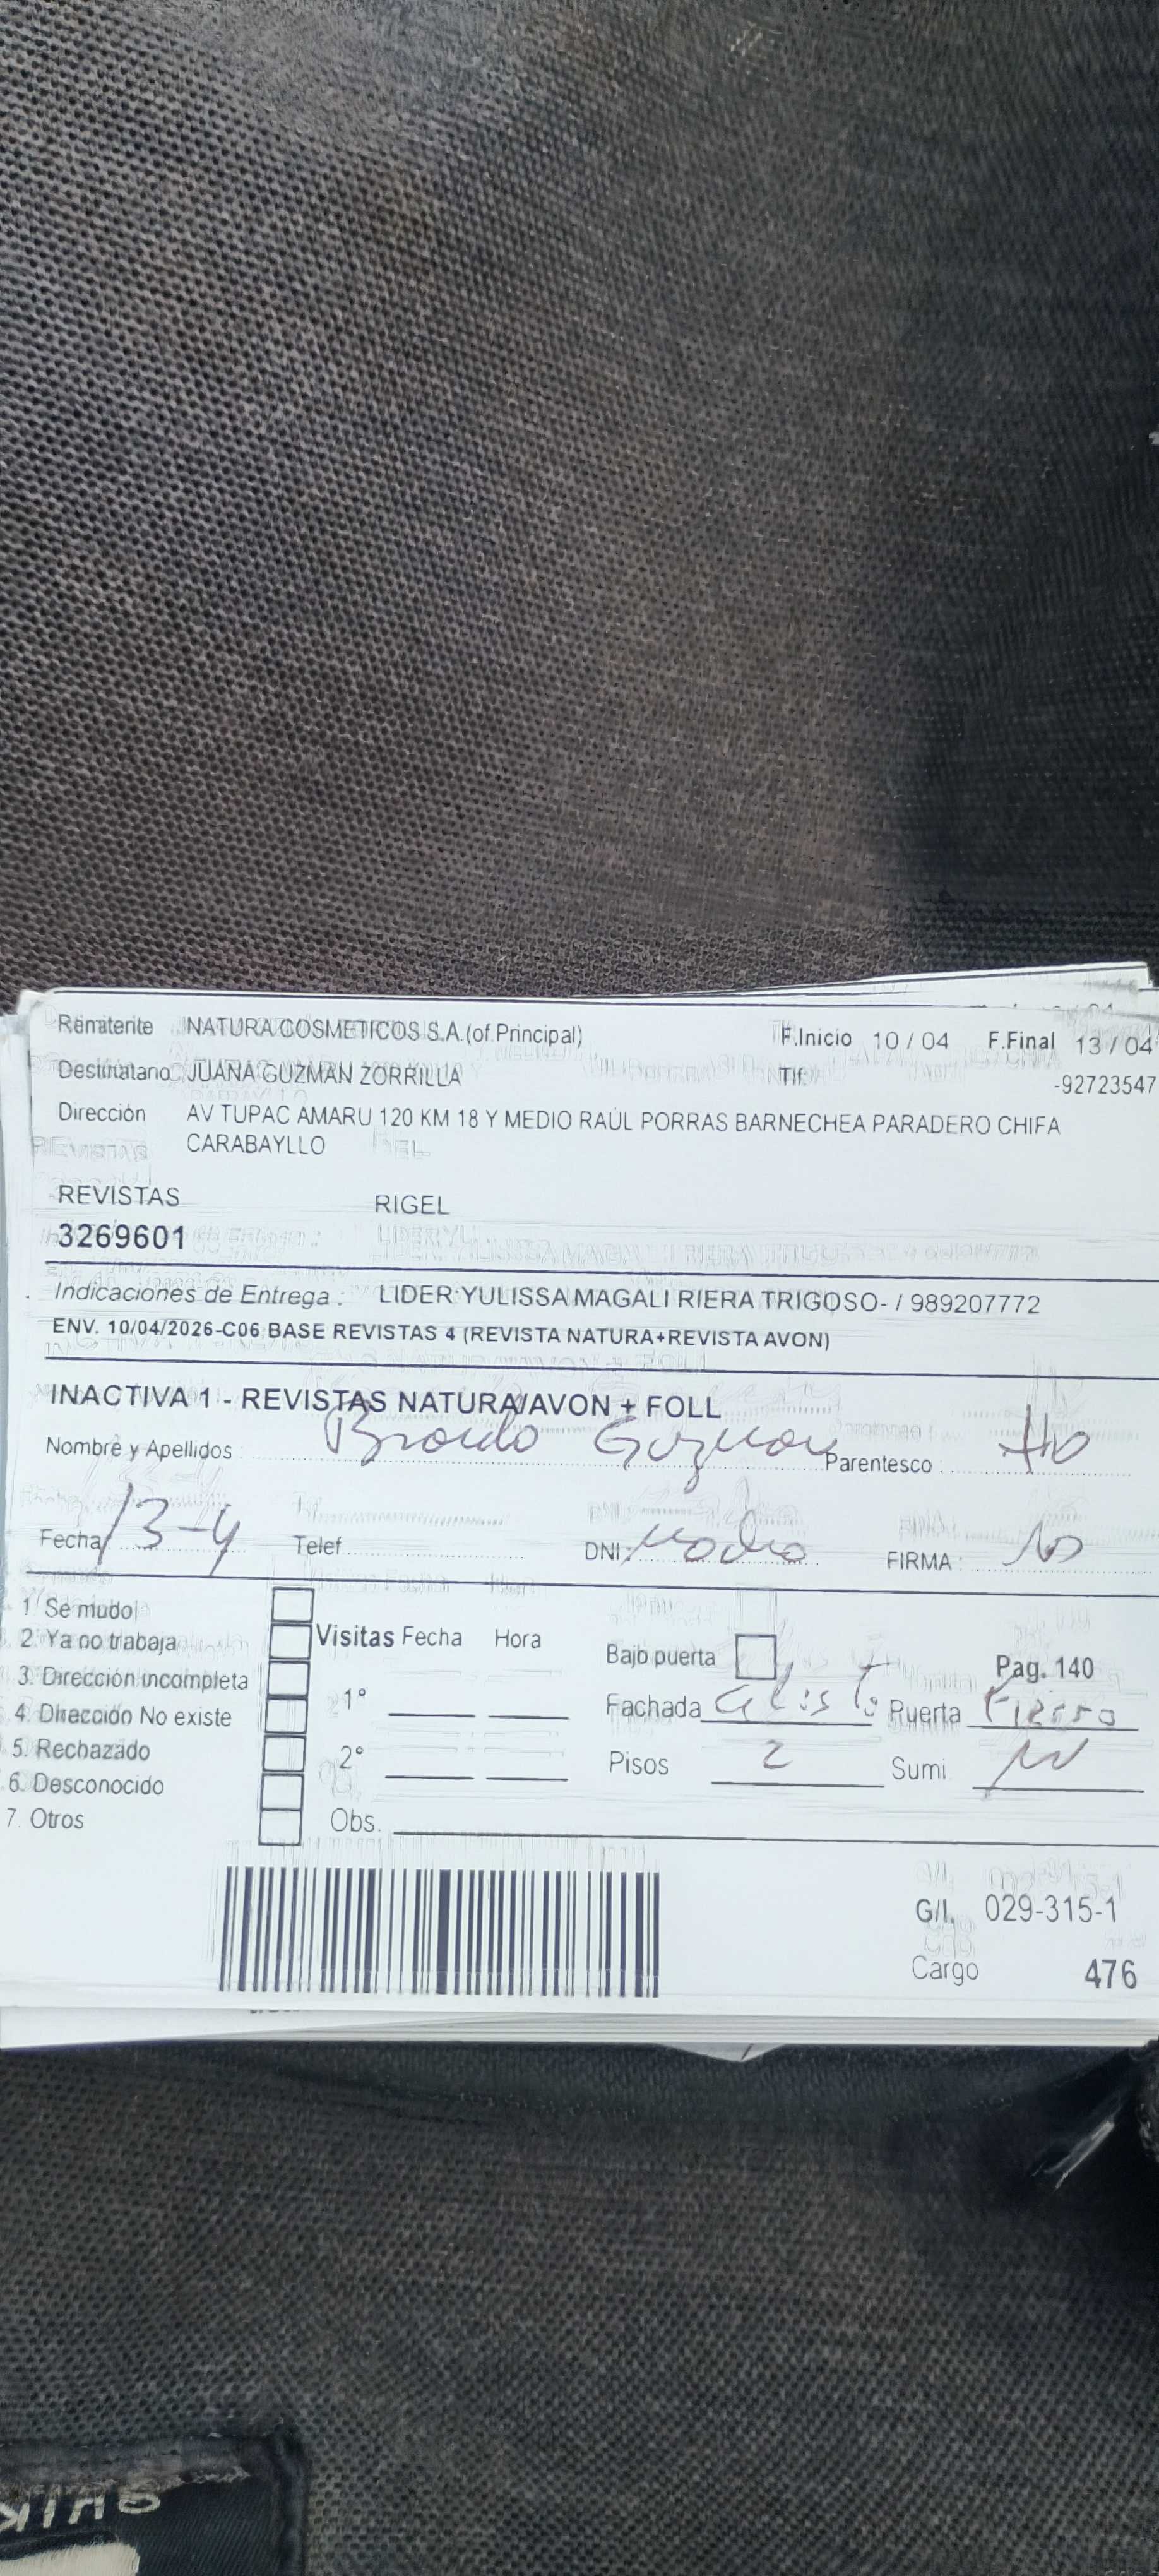 Remitente NATURA COSMETICOS S.A.(of.Principal) F.Inicio 10 / 04 F.Final 13 / 04
Destinatario JUANA GUZMAN ZORRILLA Tlf. -92723547
Dirección AV TUPAC AMARU 120 KM 18 Y MEDIO RAÚL PORRAS BARNECHEA PARADERO CHIFA
CARABAYLLO
REVISTAS RIGEL
3269601
Indicaciones de Entrega : LIDER:YULISSA MAGALI RIERA TRIGOSO- / 989207772
ENV. 10/04/2026-C06 BASE REVISTAS 4 (REVISTA NATURA+REVISTA AVON)
INACTIVA 1 - REVISTAS NATURA/AVON + FOLL
Nombre y Apellidos : Guzman Parentesco :
Fecha 13-4 Telef. DNI: FIRMA :
1. Se mudo
2. Ya no trabaja Visitas Fecha Hora Bajo puerta Pag. 140
3. Dirección incompleta
4. Dirección No existe 1° Fachada Puerta Fierro
5. Rechazado 2° Pisos 2 Sumi
6. Desconocido
7. Otros Obs.
G/L 029-315-1
Cargo 476